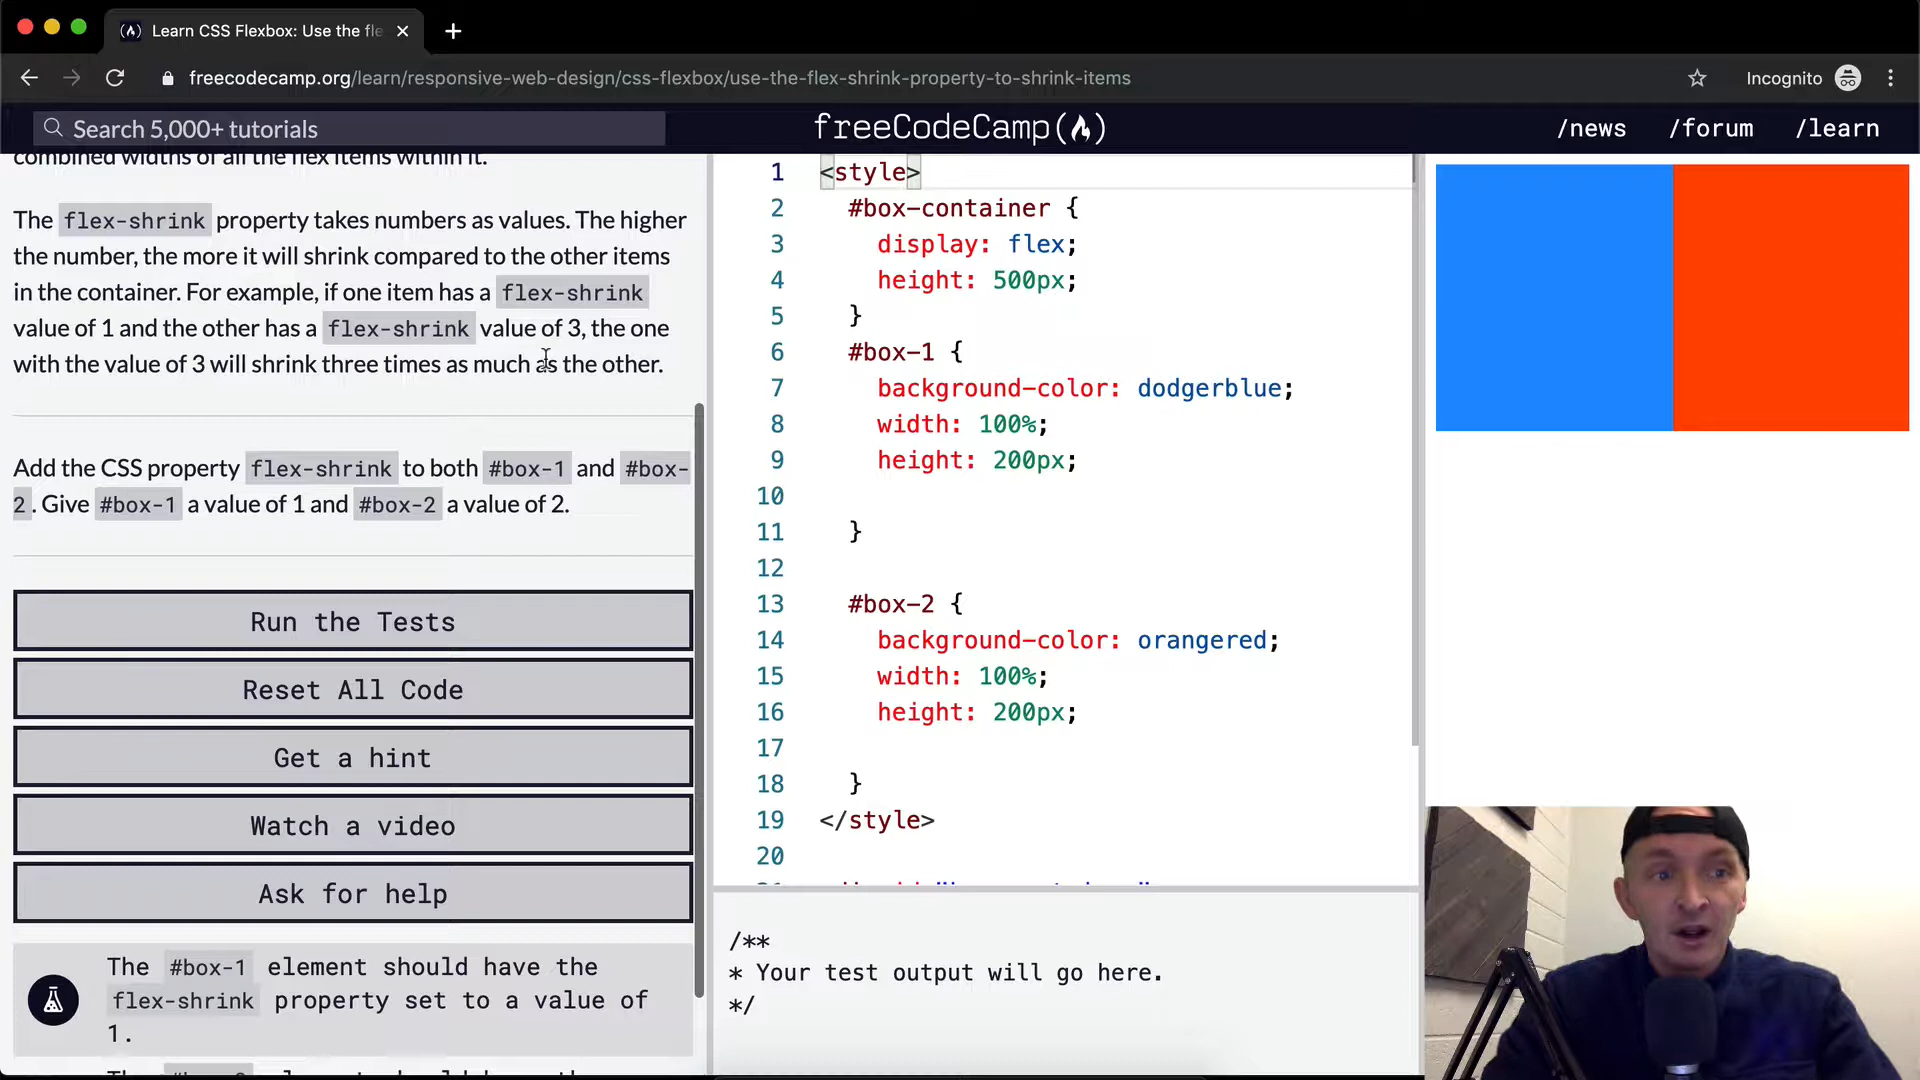 Learn CSS Flexbox: Use the fle
freecodecamp.org/learn/responsive-web-design/css-flexbox/use-the-flex-shrink-property-to-shrink-items
Incognito
Search 5,000+ tutorials
freeCodeCamp
/news /forum /learn
combined widths of all the flex items within it.
The flex-shrink property takes numbers as values. The higher
the number, the more it will shrink compared to the other items
in the container. For example, if one item has a flex-shrink
value of 1 and the other has a flex-shrink value of 3, the one
with the value of 3 will shrink three times as much as the other.
Add the CSS property flex-shrink to both #box-1 and #box-
2 . Give #box-1 a value of 1 and #box-2 a value of 2.
Run the Tests
Reset All Code
Get a hint
Watch a video
Ask for help
The #box-1 element should have the
flex-shrink property set to a value of
1.
1 <style>
2 #box-container {
3 display: flex;
4 height: 500px;
5 }
6 #box-1 {
7 background-color: dodgerblue;
8 width: 100%;
9 height: 200px;
10
11 }
12
13 #box-2 {
14 background-color: orangered;
15 width: 100%;
16 height: 200px;
17
18 }
19 </style>
20
/**
* Your test output will go here.
*/